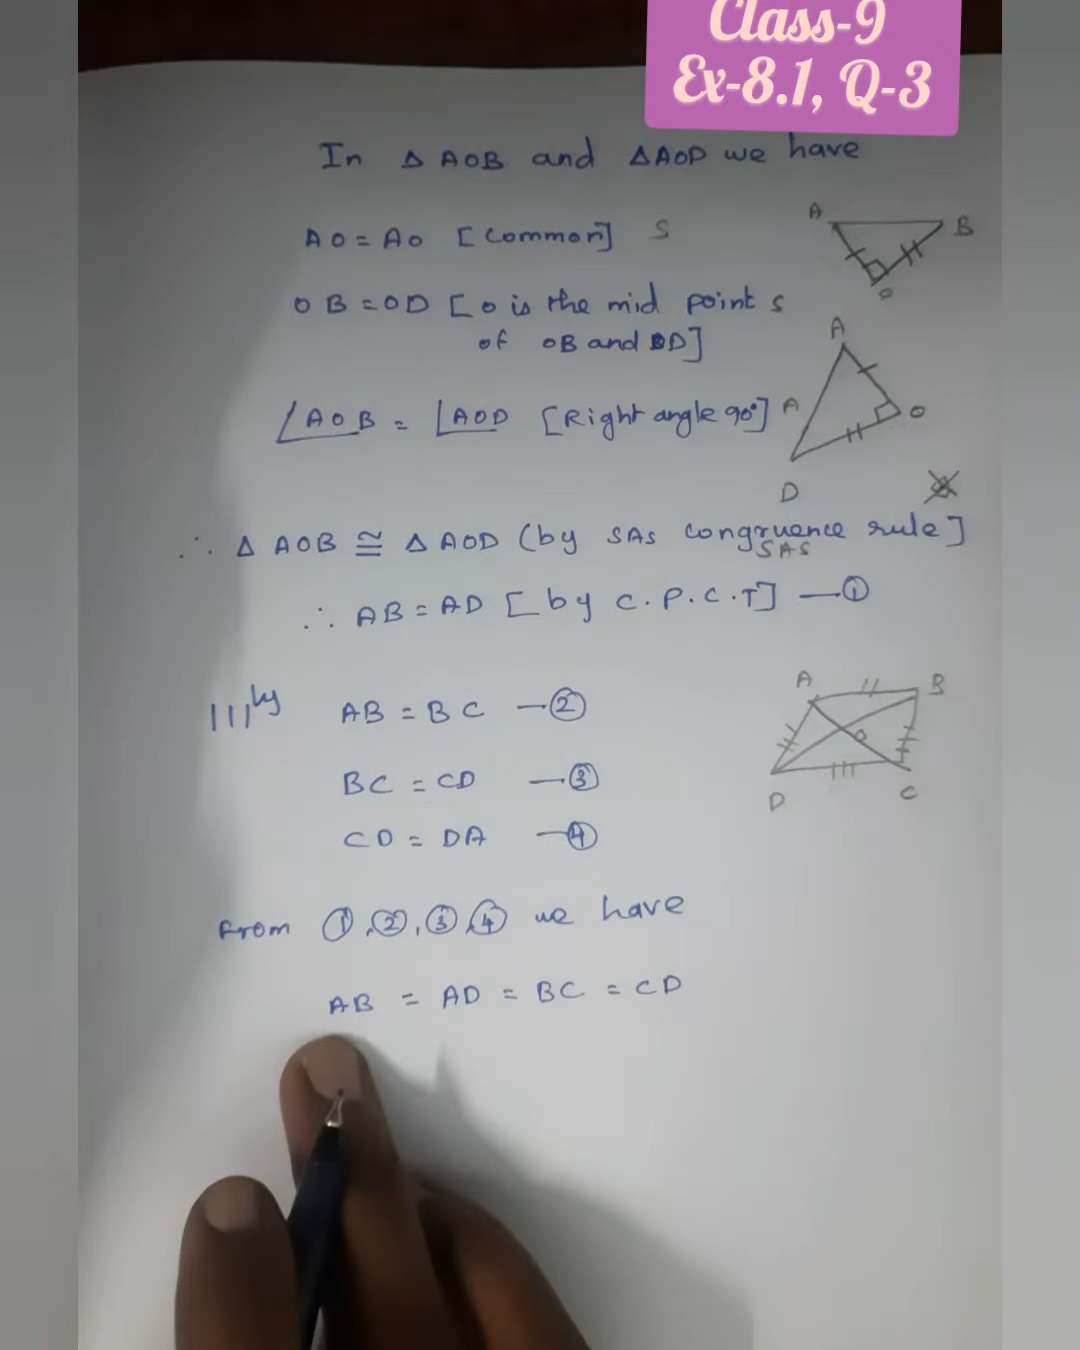 Class-9
Ex-8.1, Q-3
In △ AOB and △AOD we have
AO = AO [Common] S
OB = OD [O is the mid point S
of OB and OD]
∠AOB = ∠AOD [Right angle 90°] A
∴ △ AOB ≅ △ AOD (by SAS congruence rule]
SAS
∴ AB = AD [by C.P.C.T] — ①
|||ly AB = BC — ②
BC = CD — ③
CD = DA — ④
From ①, ②, ③, ④ we have
AB = AD = BC = CD
A
B
O
A
O
D
A
B
O
D
C